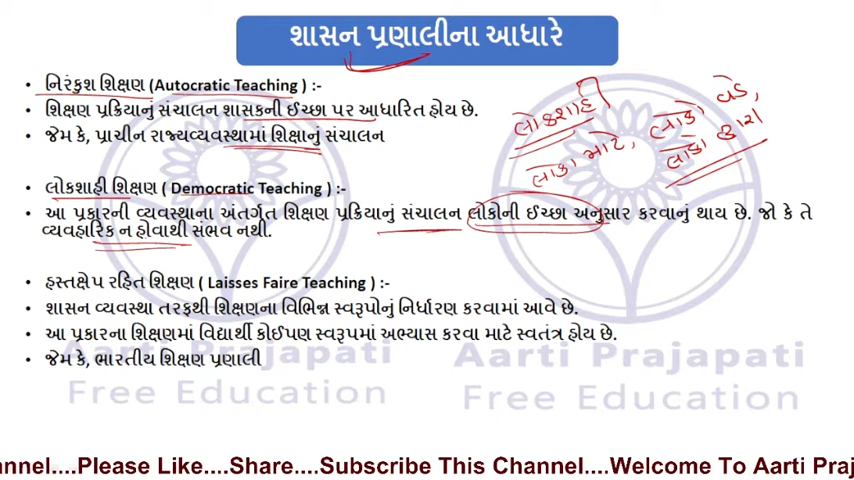 શાસન પ્રણાલીના આધારે
• નિરંકુશ શિક્ષણ (Autocratic Teaching ) :-
• શિક્ષણ પ્રક્રિયાનું સંચાલન શાસકની ઈચ્છા પર આધારિત હોય છે.
• જેમ કે, પ્રાચીન રાજ્યવ્યવસ્થામાં શિક્ષાનું સંચાલન
લોકશાહી
લોકો માટે, લોકો વડે,
લોકો દ્વારા
• લોકશાહી શિક્ષણ ( Democratic Teaching ) :-
• આ પ્રકારની વ્યવસ્થાના અંતર્ગત શિક્ષણ પ્રક્રિયાનું સંચાલન લોકોની ઈચ્છા અનુસાર કરવાનું થાય છે. જો કે તે
વ્યવહારિક ન હોવાથી સંભવ નથી.
• હસ્તક્ષેપ રહિત શિક્ષણ ( Laisses Faire Teaching ) :-
• શાસન વ્યવસ્થા તરફથી શિક્ષણના વિભિન્ન સ્વરૂપોનું નિર્ધારણ કરવામાં આવે છે.
• આ પ્રકારના શિક્ષણમાં વિદ્યાર્થી કોઈપણ સ્વરૂપમાં અભ્યાસ કરવા માટે સ્વતંત્ર હોય છે.
• જેમ કે, ભારતીય શિક્ષણ પ્રણાલી
Aarti Prajapati Aarti Prajapati
Free Education Free Education
annel....Please Like....Share....Subscribe This Channel....Welcome To Aarti Praj